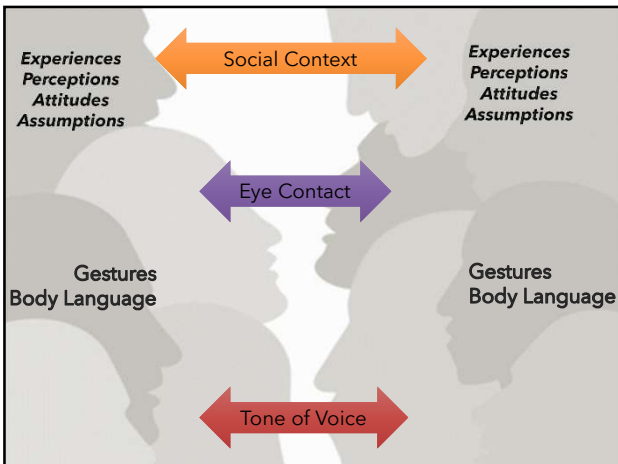 Social Context
Experiences
Perceptions
Attitudes
Assumptions
Experiences
Perceptions
Attitudes
Assumptions
Eye Contact
Gestures
Body Language
Gestures
Body Language
Tone of Voice